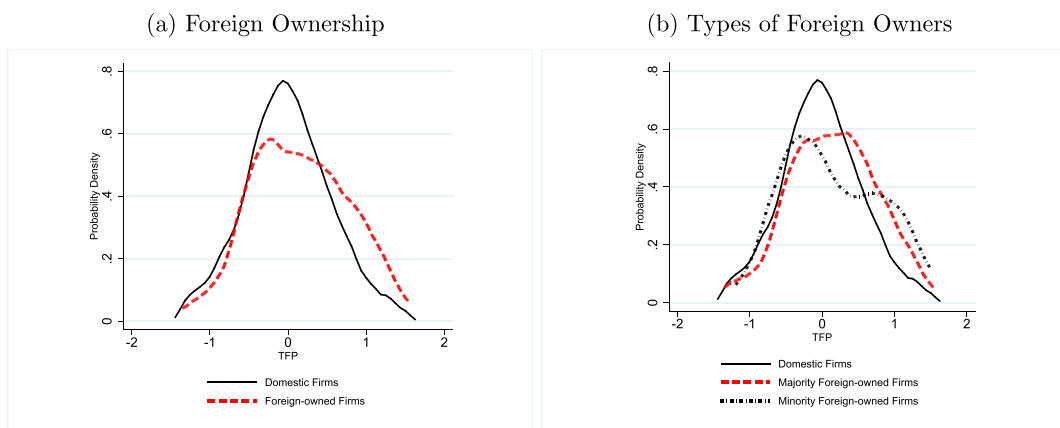 (a) Foreign Ownership
Probability Density
.8
.6
.4
.2
0
-2
-1
0
1
2
TFP
Domestic Firms
Foreign-owned Firms
(b) Types of Foreign Owners
Probability Density
.8
.6
.4
.2
0
-2
-1
0
1
2
TFP
Domestic Firms
Majority Foreign-owned Firms
Minority Foreign-owned Firms